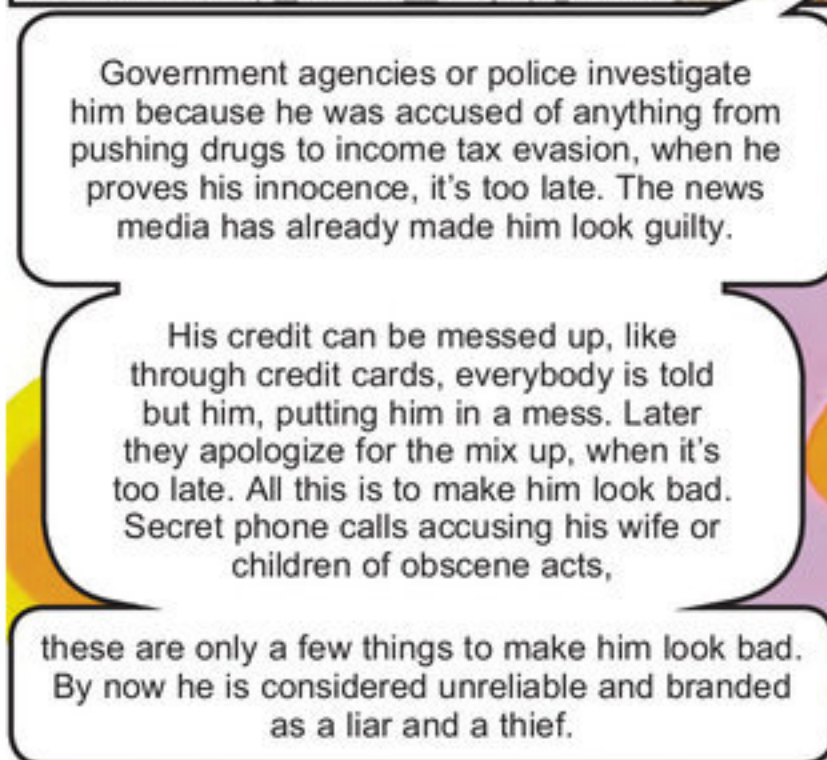 Government agencies or police investigate
him because he was accused of anything from
pushing drugs to income tax evasion, when he
proves his innocence, it's too late. The news
media has already made him look guilty.
His credit can be messed up, like
through credit cards, everybody is told
but him, putting him in a mess. Later
they apologize for the mix up, when it's
too late. All this is to make him look bad.
Secret phone calls accusing his wife or
children of obscene acts,
these are only a few things to make him look bad.
By now he is considered unreliable and branded
as a liar and a thief.